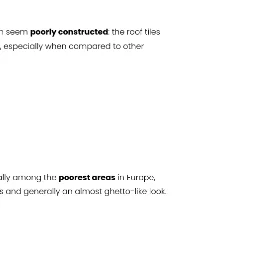 seem poorly constructed: the roof tiles
, especially when compared to other
among the poorest areas in Europe,
and generally an almost ghetto-like look.